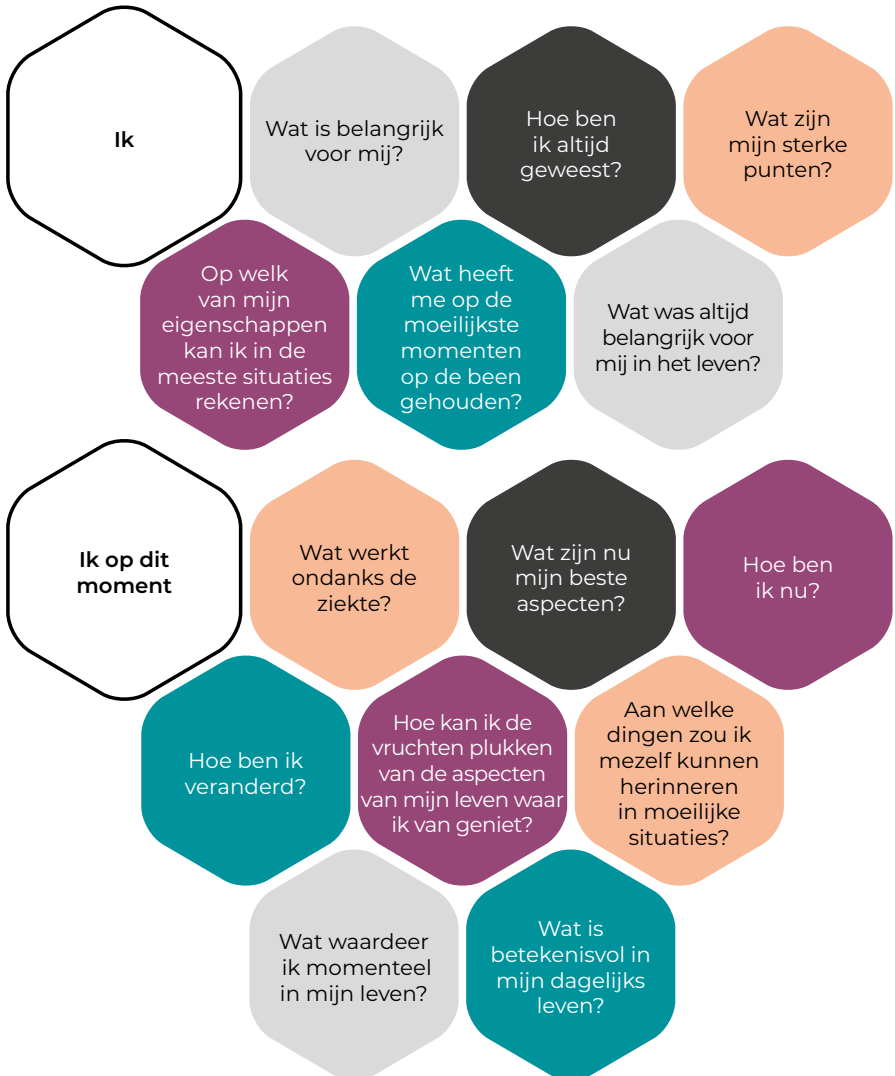 Ik
Wat is belangrijk
voor mij?
Hoe ben
ik altijd
geweest?
Wat zijn
mijn sterke
punten?
Op welk
van mijn
eigenschappen
kan ik in de
meeste situaties
rekenen?
Wat heeft
me op de
moeilijkste
momenten
op de been
gehouden?
Wat was altijd
belangrijk voor
mij in het leven?
Ik op dit
moment
Wat werkt
ondanks de
ziekte?
Wat zijn nu
mijn beste
aspecten?
Hoe ben
ik nu?
Hoe ben ik
veranderd?
Hoe kan ik de
vruchten plukken
van de aspecten
van mijn leven waar
ik van geniet?
Aan welke
dingen zou ik
mezelf kunnen
herinneren
in moeilijke
situaties?
Wat waardeer
ik momenteel
in mijn leven?
Wat is
betekenisvol in
mijn dagelijks
leven?